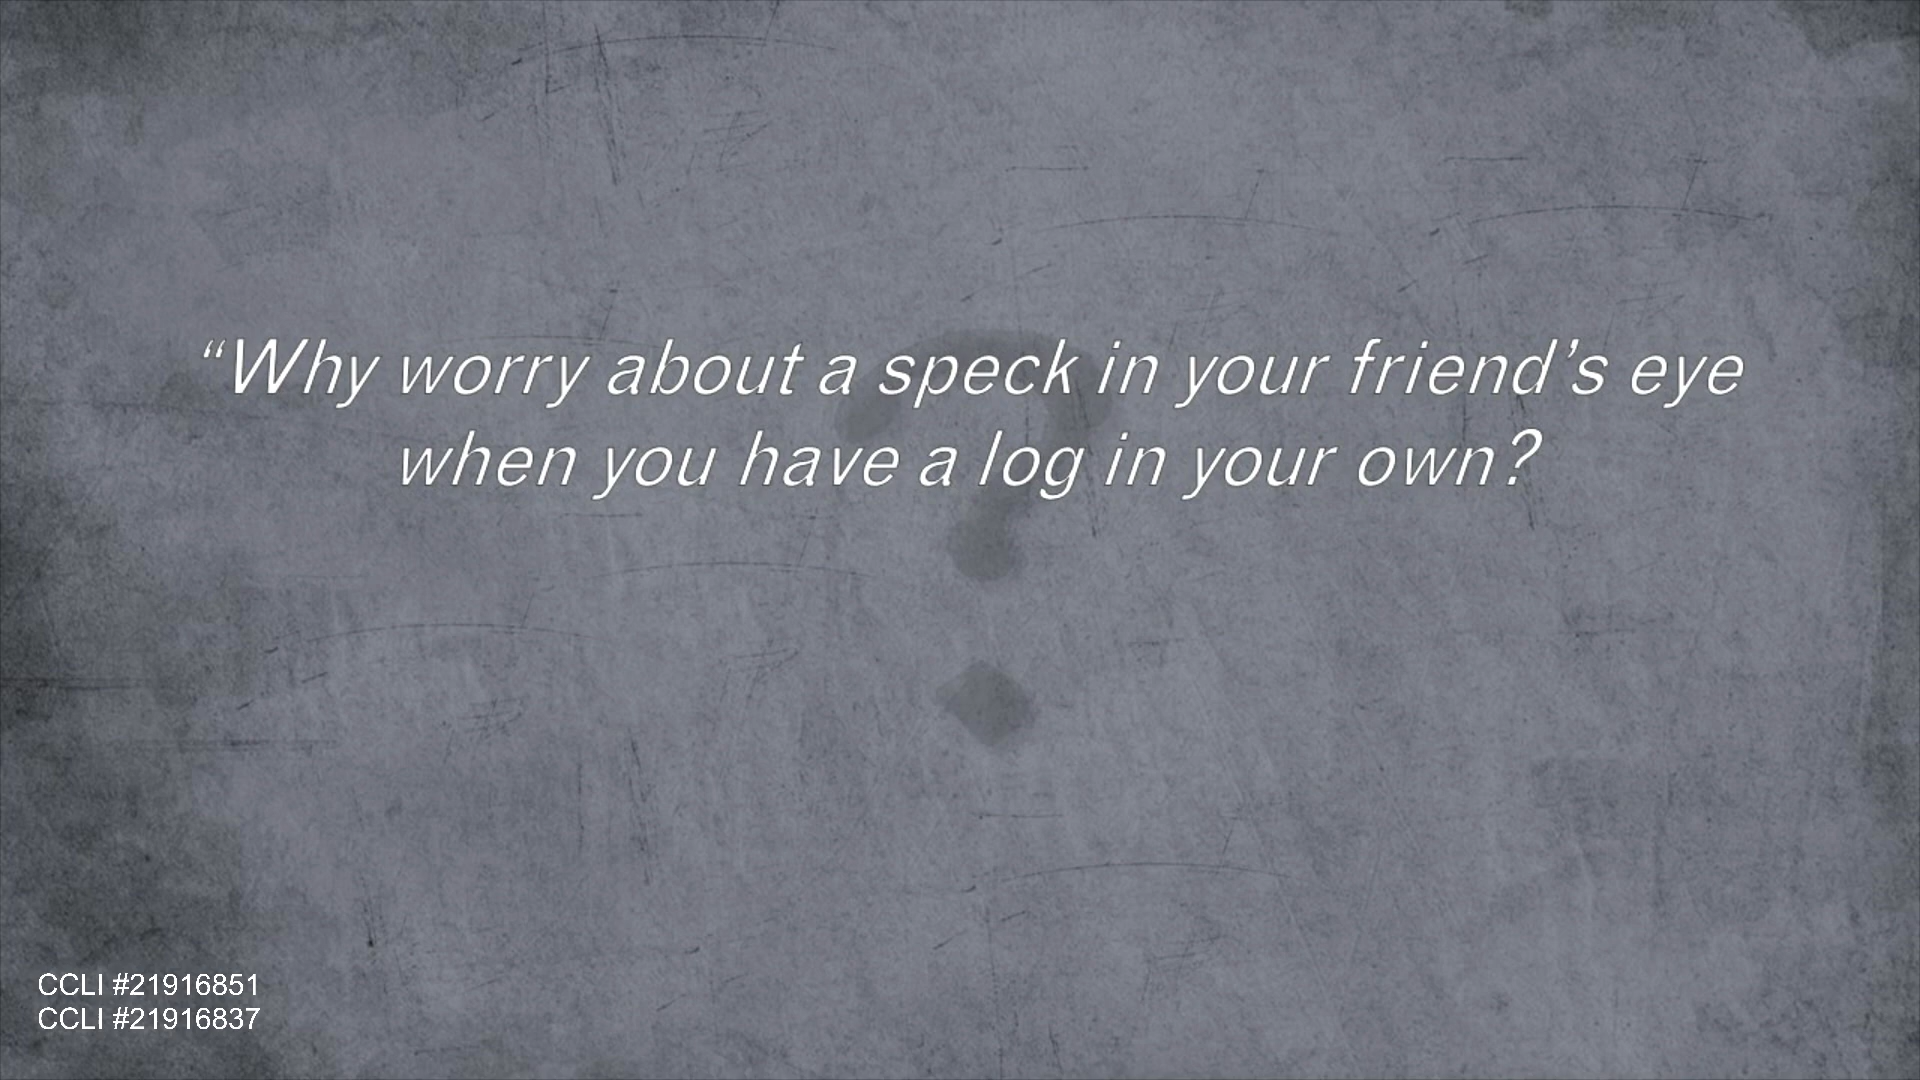 “Why worry about a speck in your friend’s eye
when you have a log in your own?
CCLI #21916851
CCLI #21916837